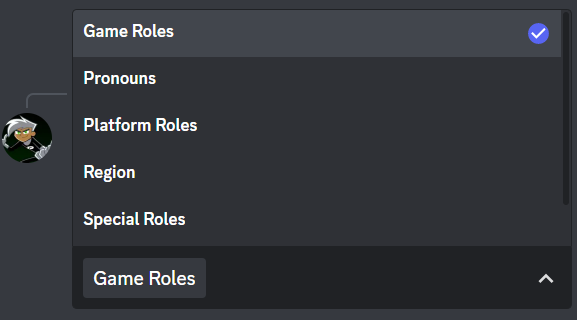 Game Roles
Pronouns
Platform Roles
Region
Special Roles
Game Roles